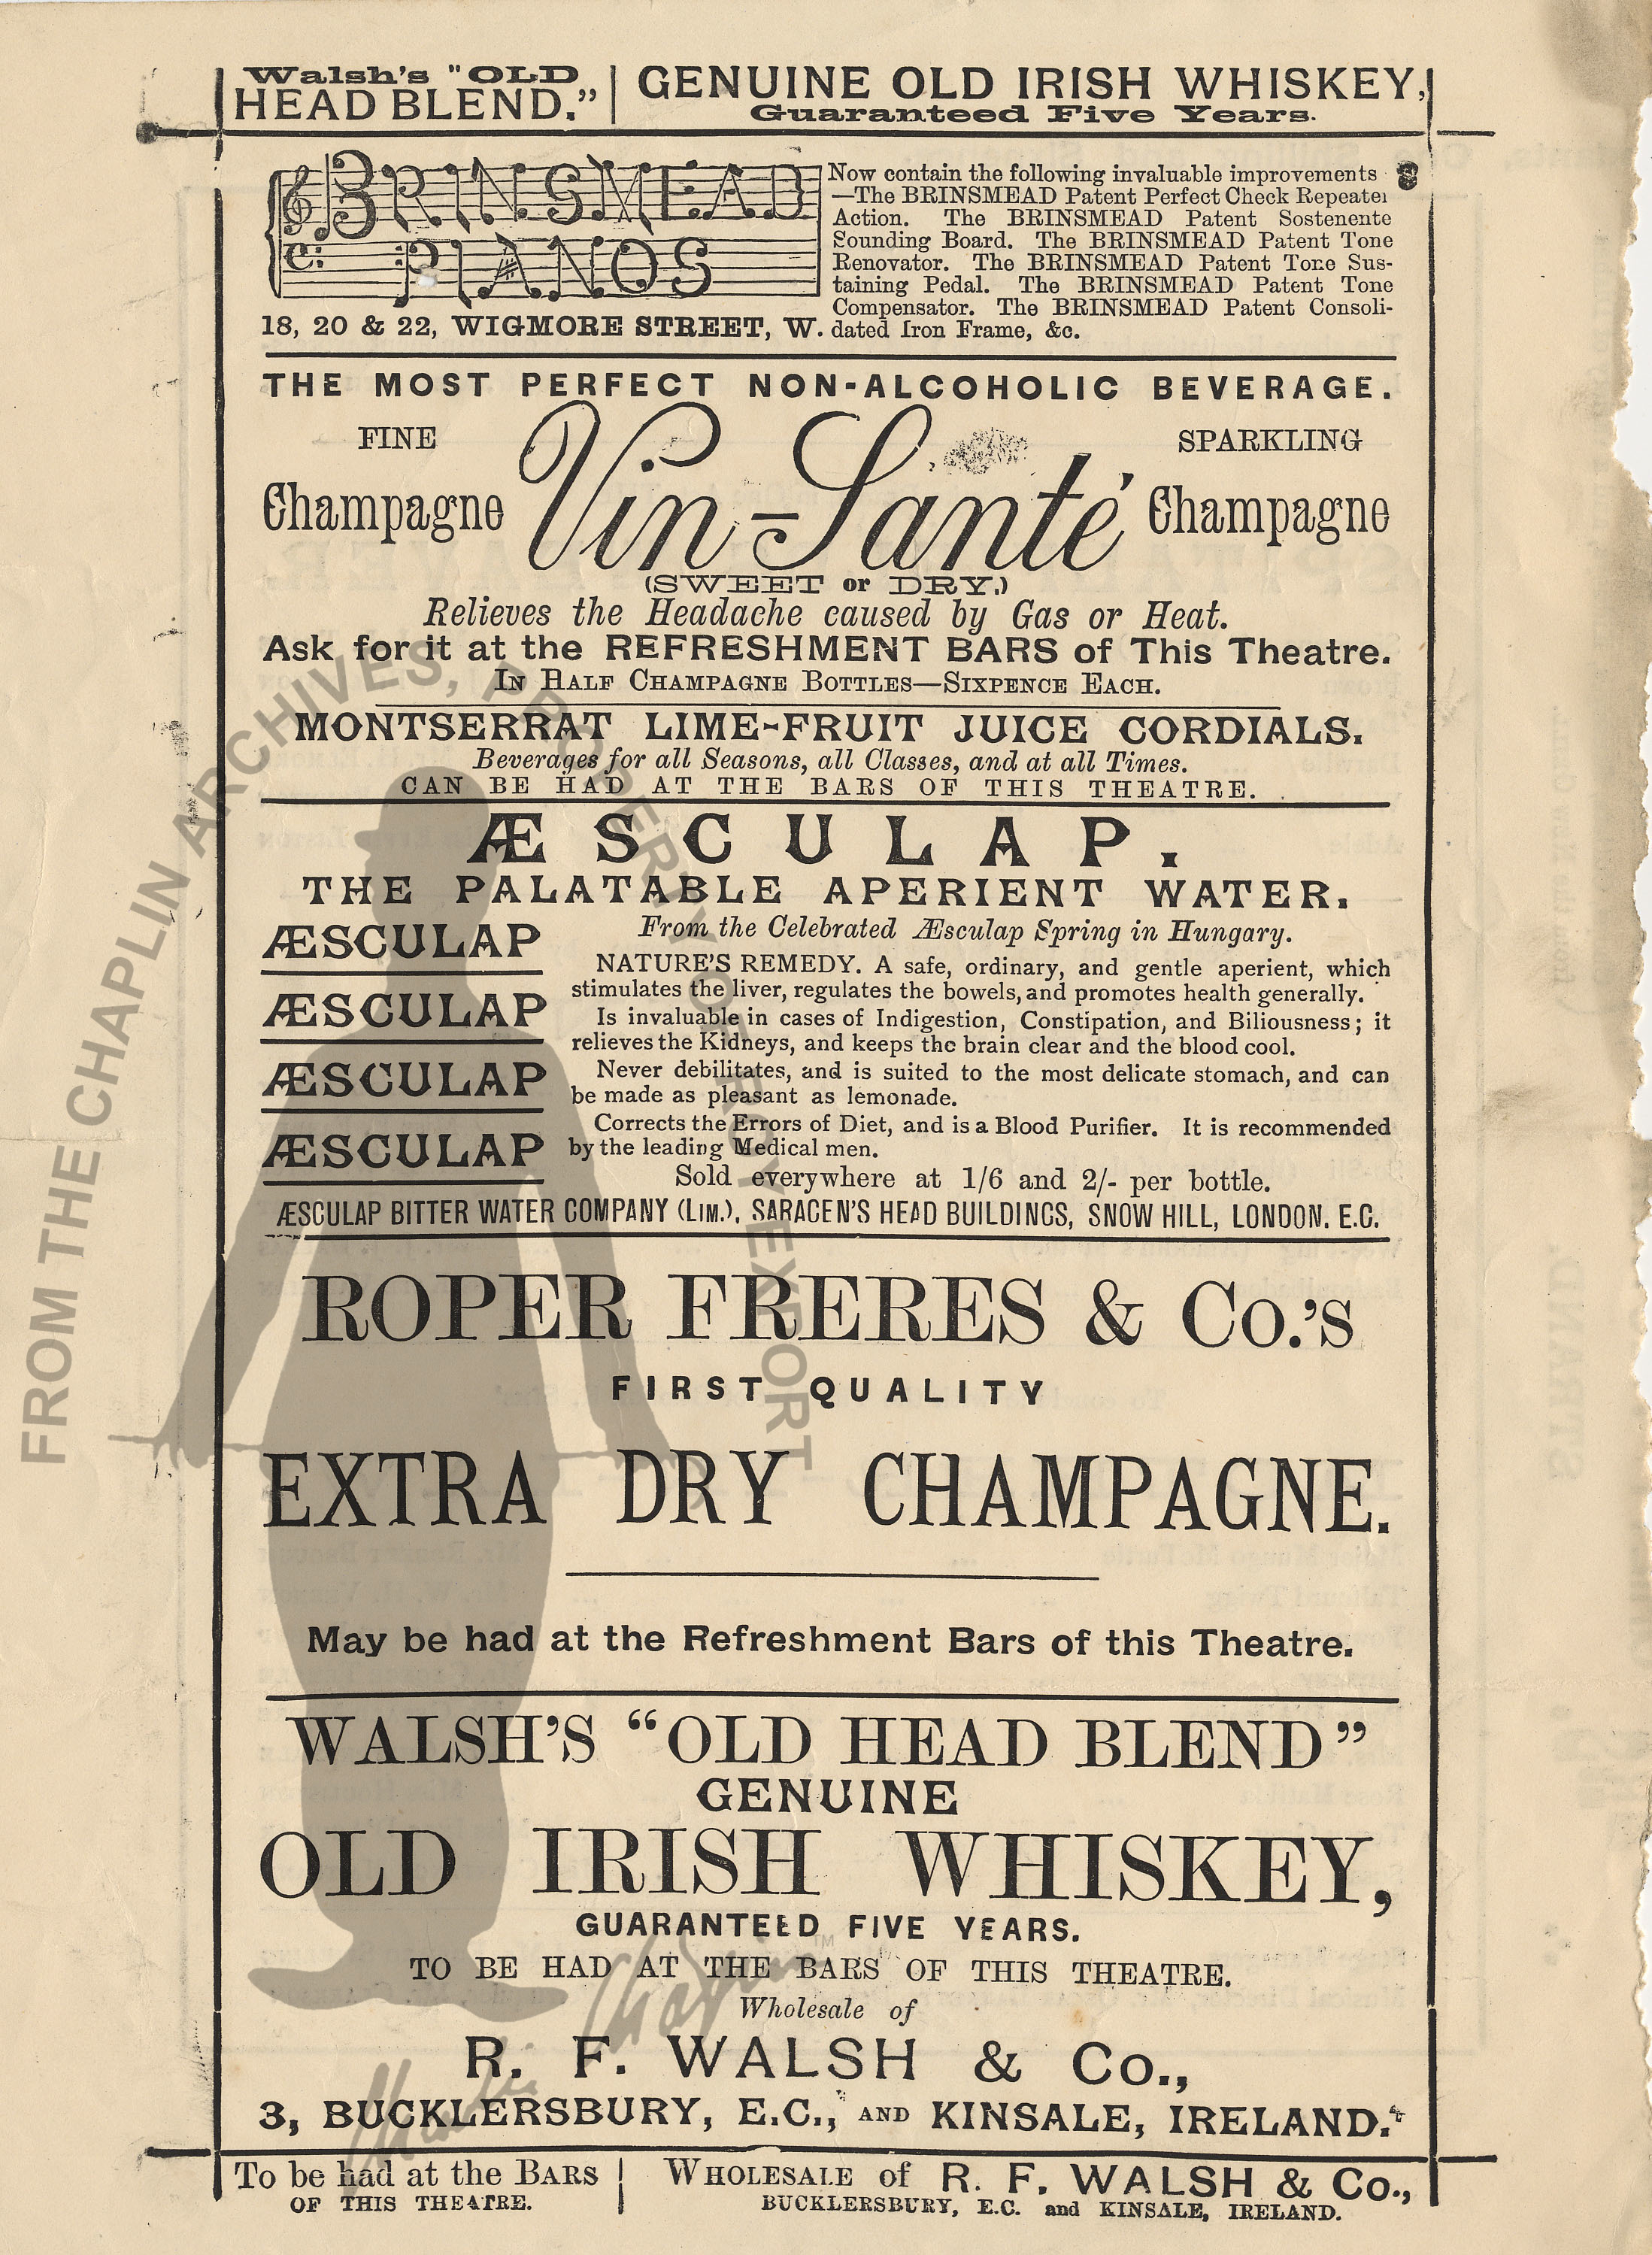 Walsh's "OLD
HEAD BLEND."
GENUINE OLD IRISH WHISKEY,
Guaranteed Five Years.
BRINSMEAD
PIANOS
18, 20 & 22, WIGMORE STREET, W.
Now contain the following invaluable improvements
—The BRINSMEAD Patent Perfect Check Repeater
Action. The BRINSMEAD Patent Sostenente
Sounding Board. The BRINSMEAD Patent Tone
Renovator. The BRINSMEAD Patent Tone Sus-
taining Pedal. The BRINSMEAD Patent Tone
Compensator. The BRINSMEAD Patent Consoli-
dated Iron Frame, &c.
THE MOST PERFECT NON-ALCOHOLIC BEVERAGE.
FINE
Champagne
Vin-Santé
SPARKLING
Champagne
(SWEET or DRY.)
Relieves the Headache caused by Gas or Heat.
Ask for it at the REFRESHMENT BARS of This Theatre.
IN HALF CHAMPAGNE BOTTLES—SIXPENCE EACH.
MONTSERRAT LIME-FRUIT JUICE CORDIALS.
Beverages for all Seasons, all Classes, and at all Times.
CAN BE HAD AT THE BARS OF THIS THEATRE.
ÆSCULAP.
THE PALATABLE APERIENT WATER.
ÆSCULAP
ÆSCULAP
ÆSCULAP
ÆSCULAP
From the Celebrated Æsculap Spring in Hungary.
NATURE'S REMEDY. A safe, ordinary, and gentle aperient, which
stimulates the liver, regulates the bowels, and promotes health generally.
Is invaluable in cases of Indigestion, Constipation, and Biliousness; it
relieves the Kidneys, and keeps the brain clear and the blood cool.
Never debilitates, and is suited to the most delicate stomach, and can
be made as pleasant as lemonade.
Corrects the Errors of Diet, and is a Blood Purifier. It is recommended
by the leading Medical men.
Sold everywhere at 1/6 and 2/- per bottle.
ÆSCULAP BITTER WATER COMPANY (LIM.), SARACEN'S HEAD BUILDINGS, SNOW HILL, LONDON. E.C.
ROPER FRERES & Co.'s
FIRST QUALITY
EXTRA DRY CHAMPAGNE.
May be had at the Refreshment Bars of this Theatre.
WALSH'S "OLD HEAD BLEND"
GENUINE
OLD IRISH WHISKEY,
GUARANTEED FIVE YEARS.
TO BE HAD AT THE BARS OF THIS THEATRE.
Wholesale of
R. F. WALSH & Co.,
3, BUCKLERSBURY, E.C., AND KINSALE, IRELAND.
To be had at the BARS
OF THIS THEATRE.
WHOLESALE of R. F. WALSH & Co.,
BUCKLERSBURY, E.C. and KINSALE, IRELAND.
FROM THE CHAPLIN ARCHIVES, PROPERTY OF ROY EXPORT
Charlie Chaplin™